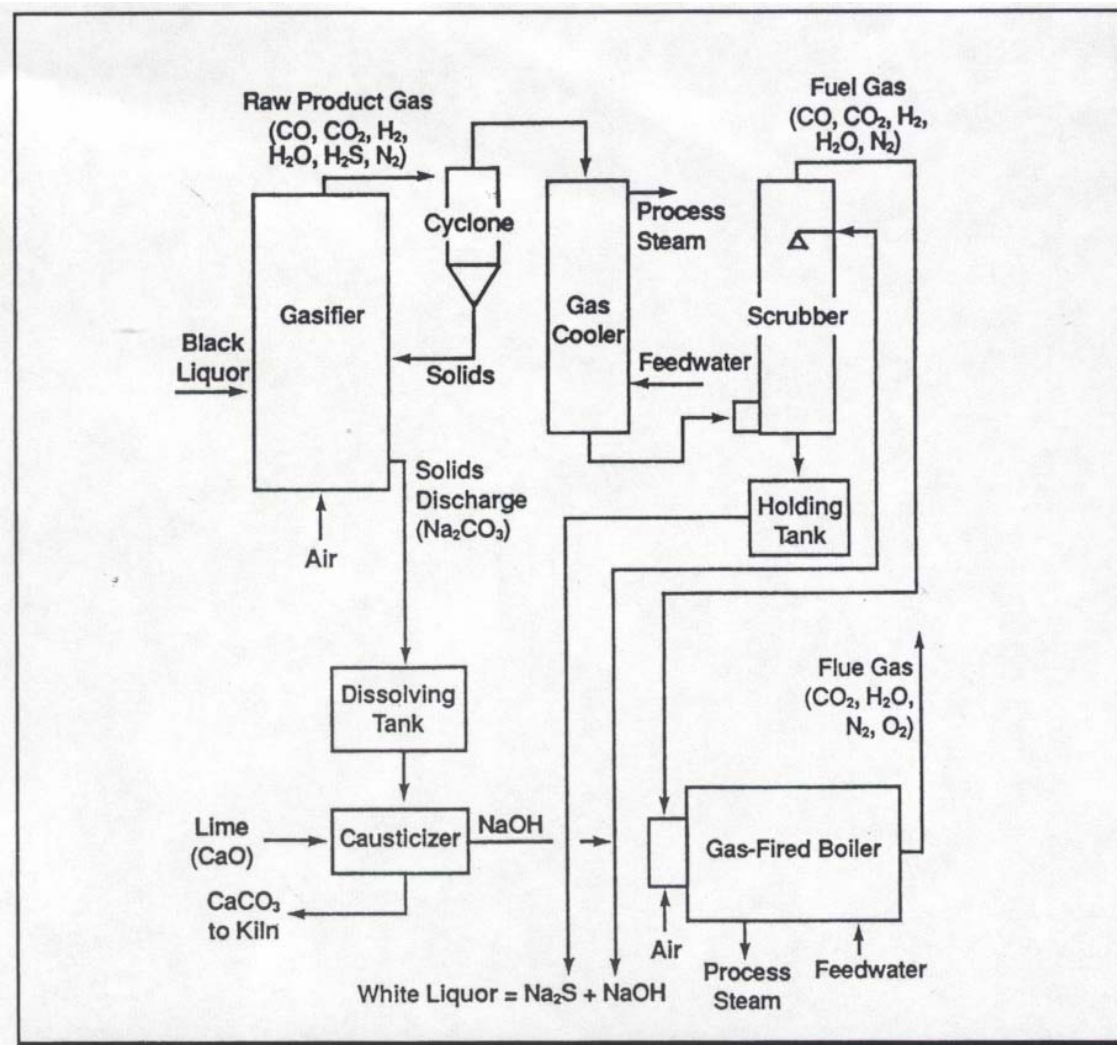 Raw Product Gas
(CO, CO₂, H₂,
H₂O, H₂S, N₂)
Fuel Gas
(CO, CO₂, H₂,
H₂O, N₂)
Cyclone
Process
Steam
Gasifier
Gas
Cooler
Scrubber
Black
Liquor
Solids
Feedwater
Solids
Discharge
(Na₂CO₃)
Holding
Tank
Air
Dissolving
Tank
Flue Gas
(CO₂, H₂O,
N₂, O₂)
Lime
(CaO)
Causticizer
NaOH
Gas-Fired Boiler
CaCO₃
to Kiln
Air
Process
Steam
Feedwater
White Liquor = Na₂S + NaOH